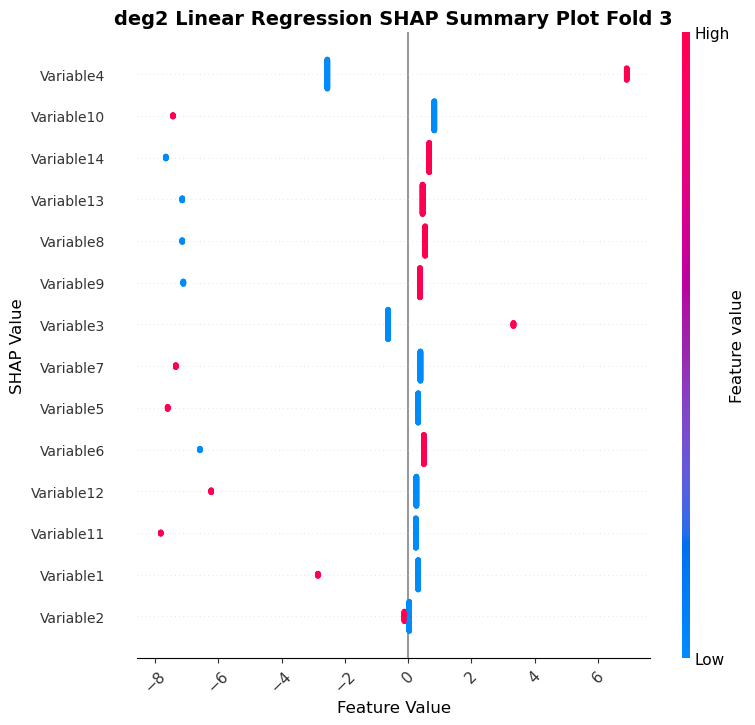 deg2 Linear Regression SHAP Summary Plot Fold 3
High
Variable4
Variable10
Variable14
Variable13
Variable8
Variable9
Variable3
Variable7
Variable5
Variable6
Variable12
Variable11
Variable1
Variable2
SHAP Value
Feature value
Low
−8 −6 −4 −2 0 2 4 6
Feature Value